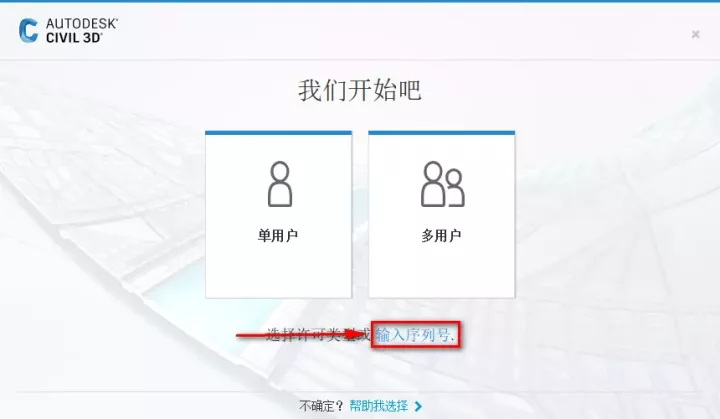 AUTODESK®
CIVIL 3D®
我们开始吧
单用户
多用户
选择许可类型或 输入序列号.
不确定？ 帮助我选择